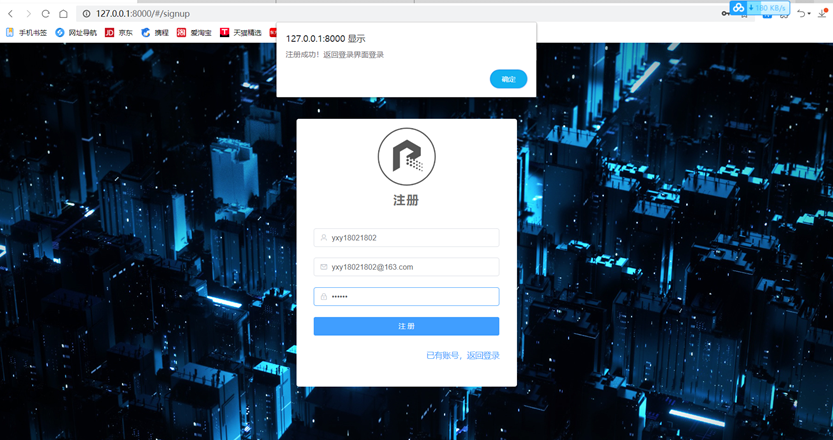 127.0.0.1:8000/#/signup
180 KB/s
手机书签 网址导航 京东 携程 爱淘宝 天猫精选
127.0.0.1:8000 显示
注册成功！返回登录界面登录
确定
注册
yxy18021802
yxy18021802@163.com
••••••
注 册
已有账号，返回登录